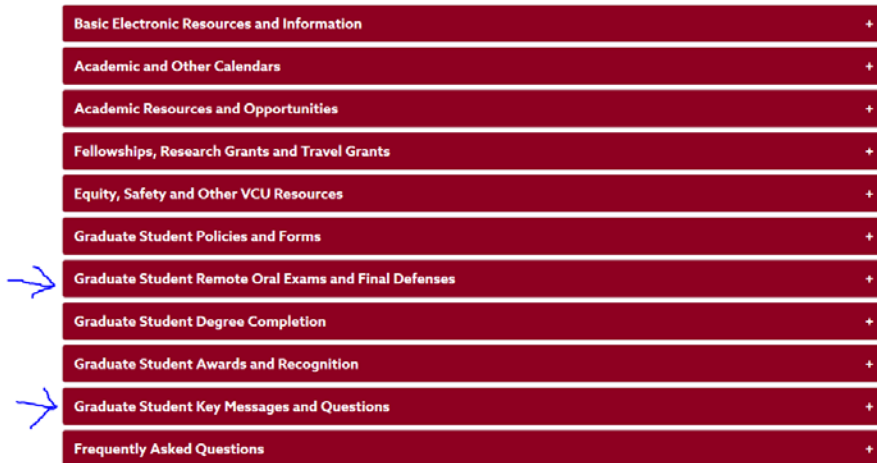 Basic Electronic Resources and Information +
Academic and Other Calendars +
Academic Resources and Opportunities +
Fellowships, Research Grants and Travel Grants +
Equity, Safety and Other VCU Resources +
Graduate Student Policies and Forms +
Graduate Student Remote Oral Exams and Final Defenses +
Graduate Student Degree Completion +
Graduate Student Awards and Recognition +
Graduate Student Key Messages and Questions +
Frequently Asked Questions +